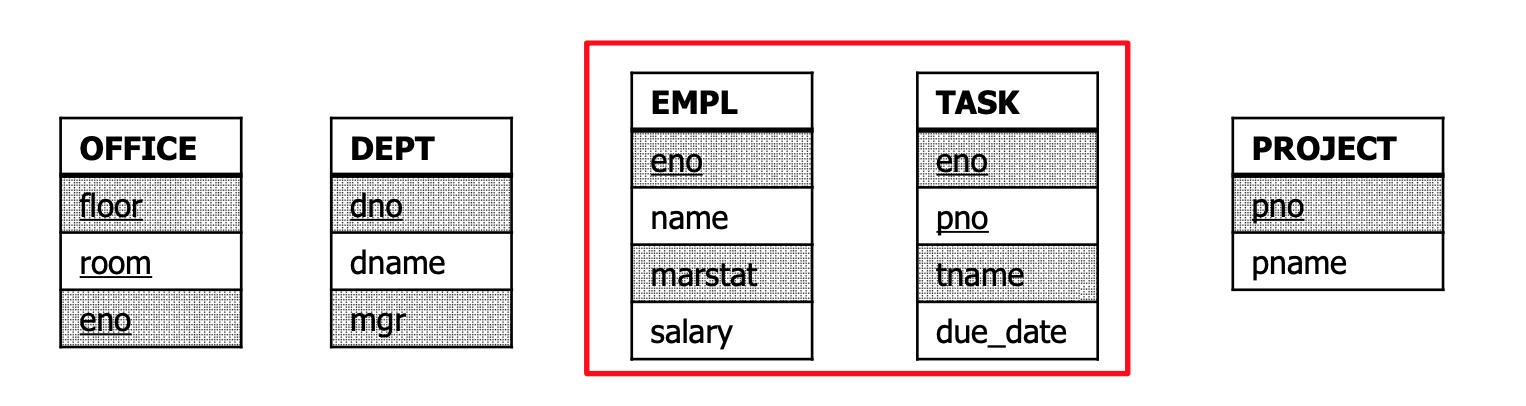 OFFICE
floor
room
eno
DEPT
dno
dname
mgr
EMPL
eno
name
marstat
salary
TASK
eno
pno
tname
due_date
PROJECT
pno
pname